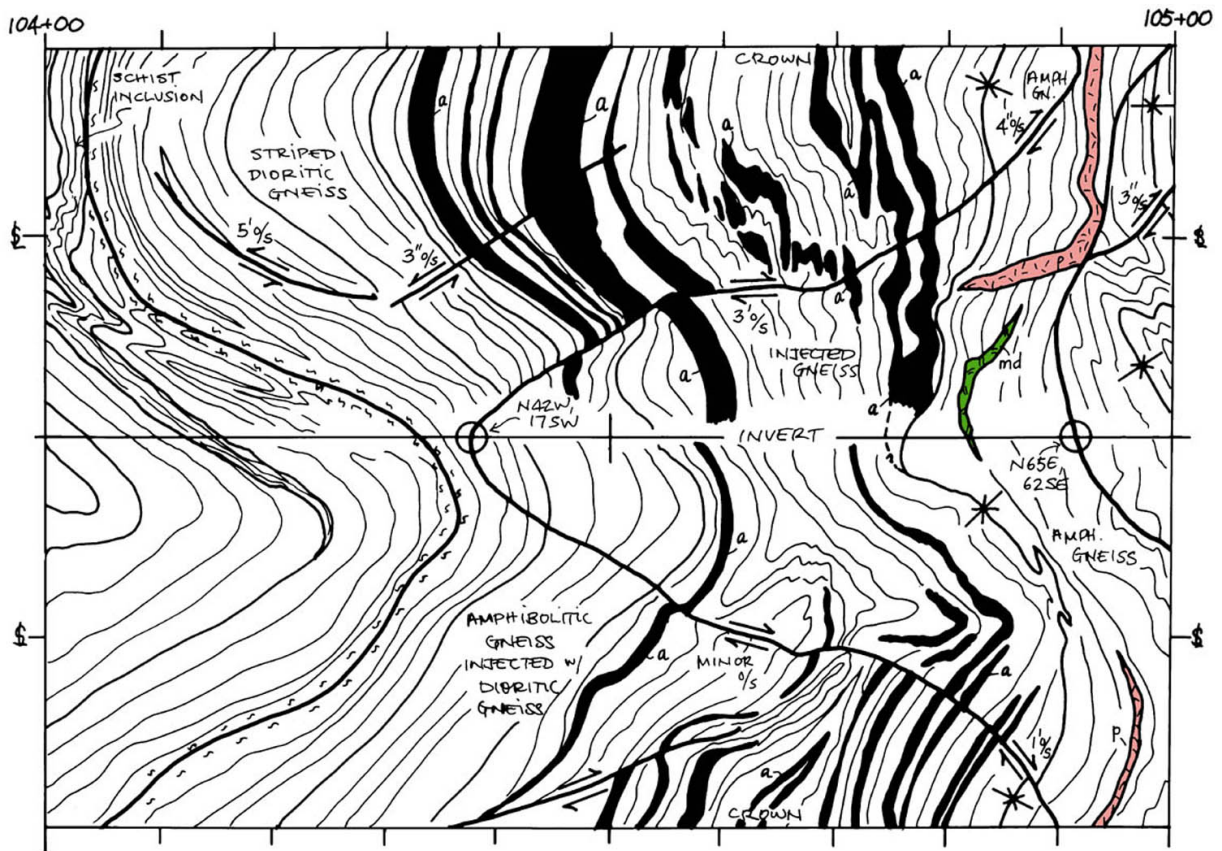 104+00
105+00
SCHIST
INCLUSION
CROWN
AMPH
GN.
a
a
a
a
a
4" o/s
STRIPED
DIORITIC
GNEISS
3" o/s
5' o/s
3" o/s
P
a
3' o/s
INJECTED
GNEISS
md
a
a
N42W,
17SW
INVERT
N65E,
62SE
a
AMPH.
GNEISS
AMPHIBOLITIC
GNEISS
INJECTED W/
DIORITIC
GNEISS
a
MINOR
o/s
a
P
1' o/s
a
CROWN